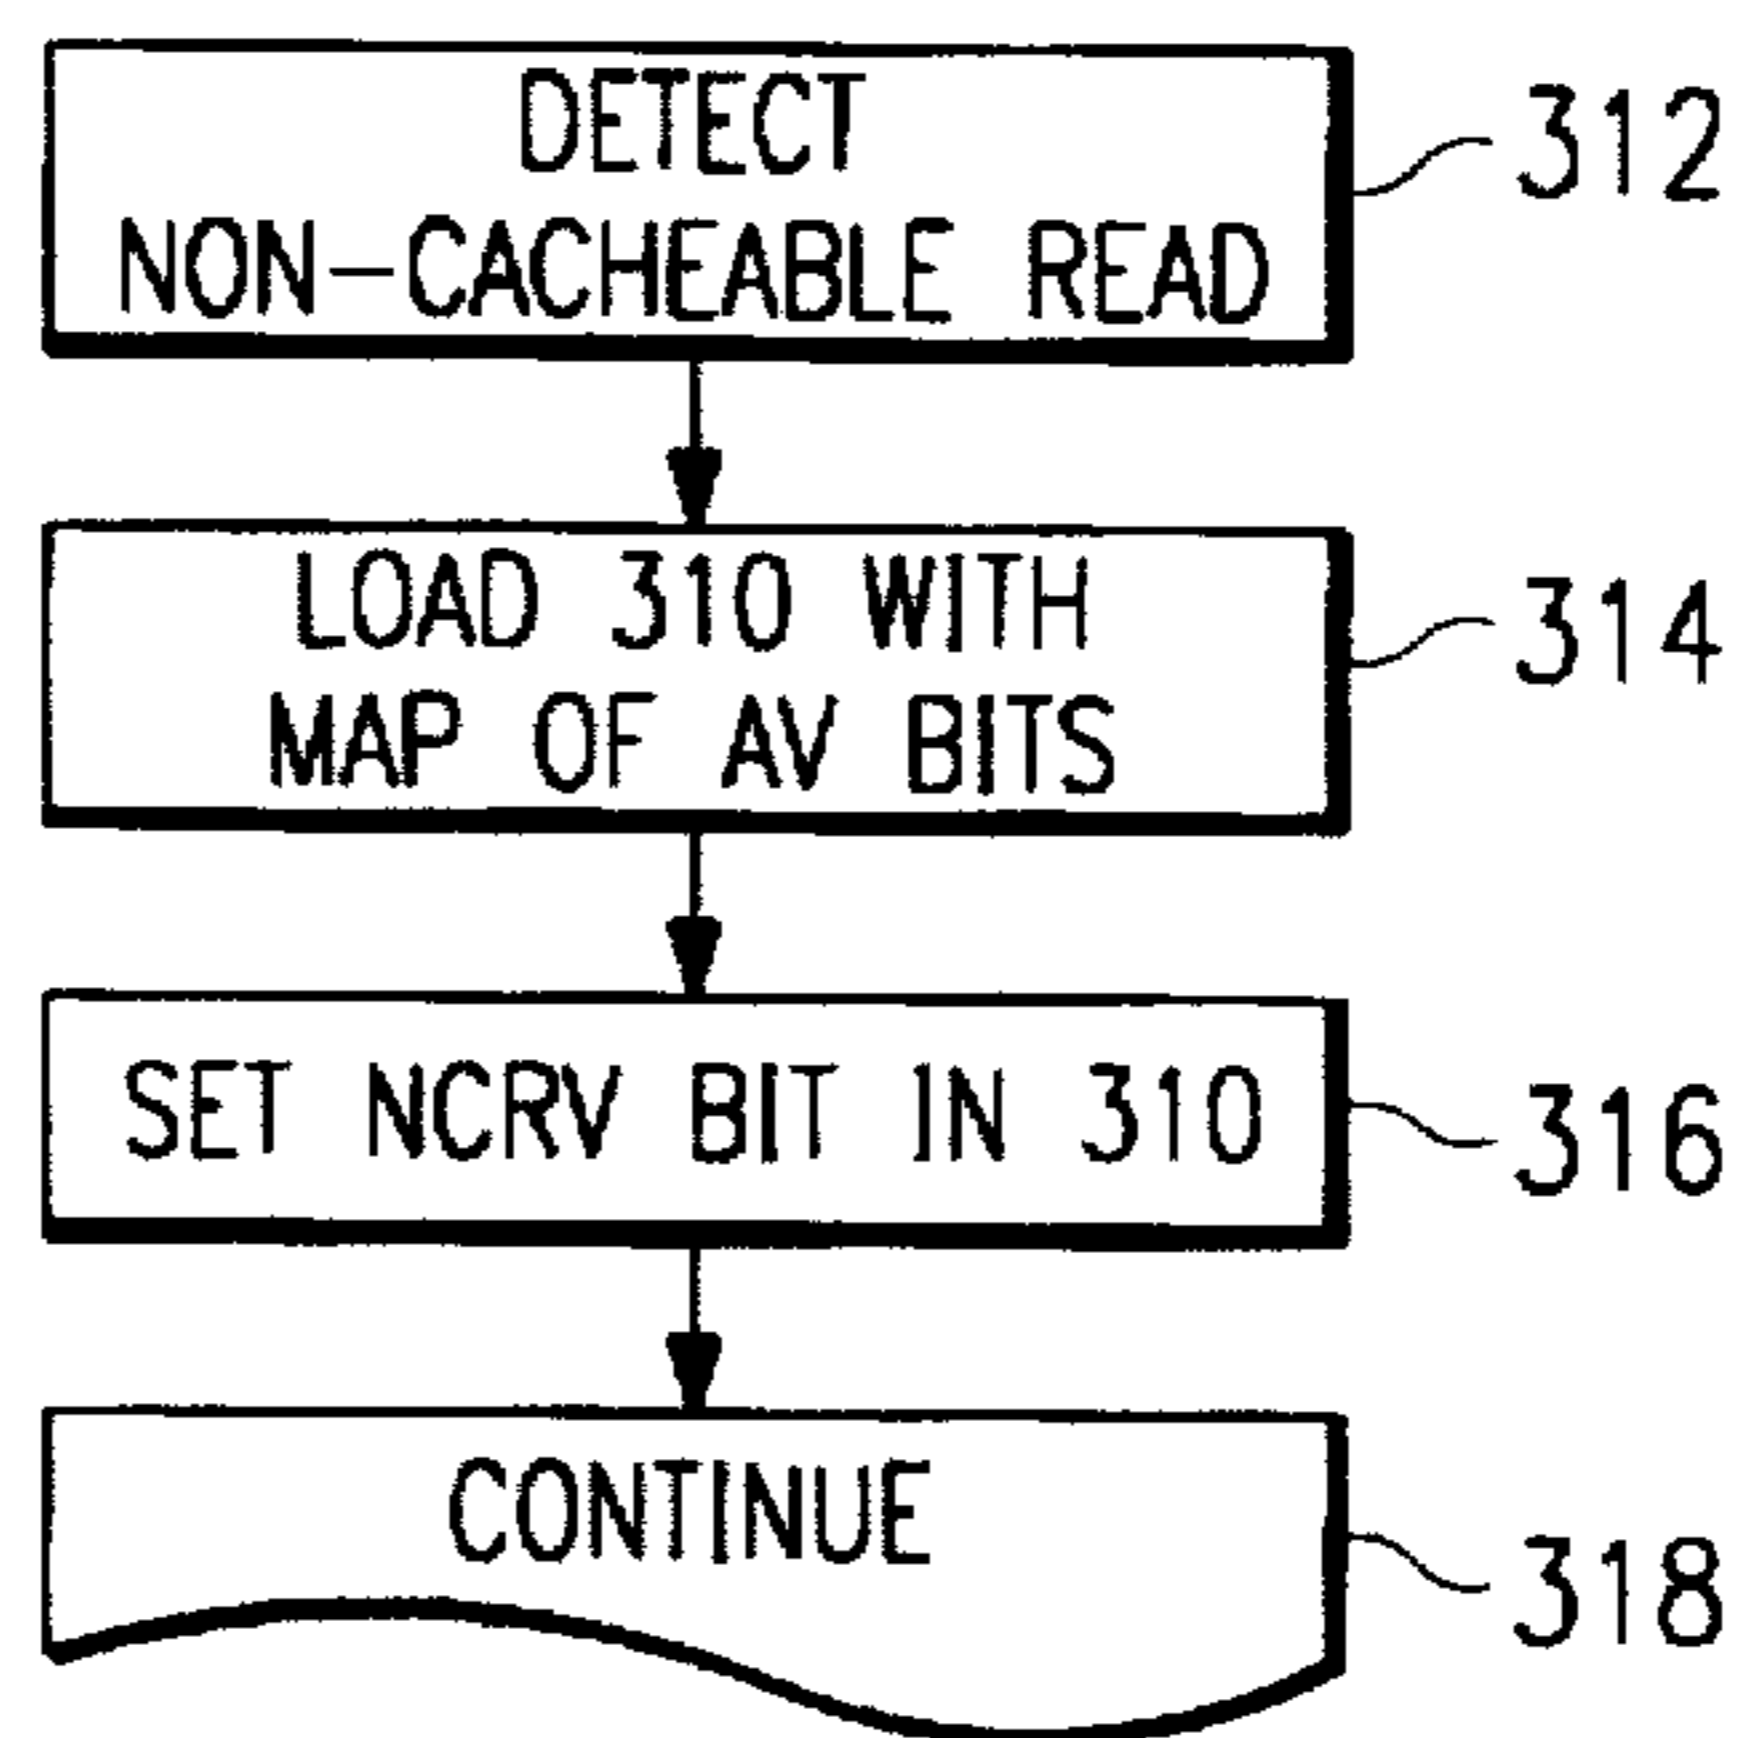 DETECT
NON-CACHEABLE READ
312
LOAD 310 WITH
MAP OF AV BITS
314
SET NCRV BIT IN 310
316
CONTINUE
318